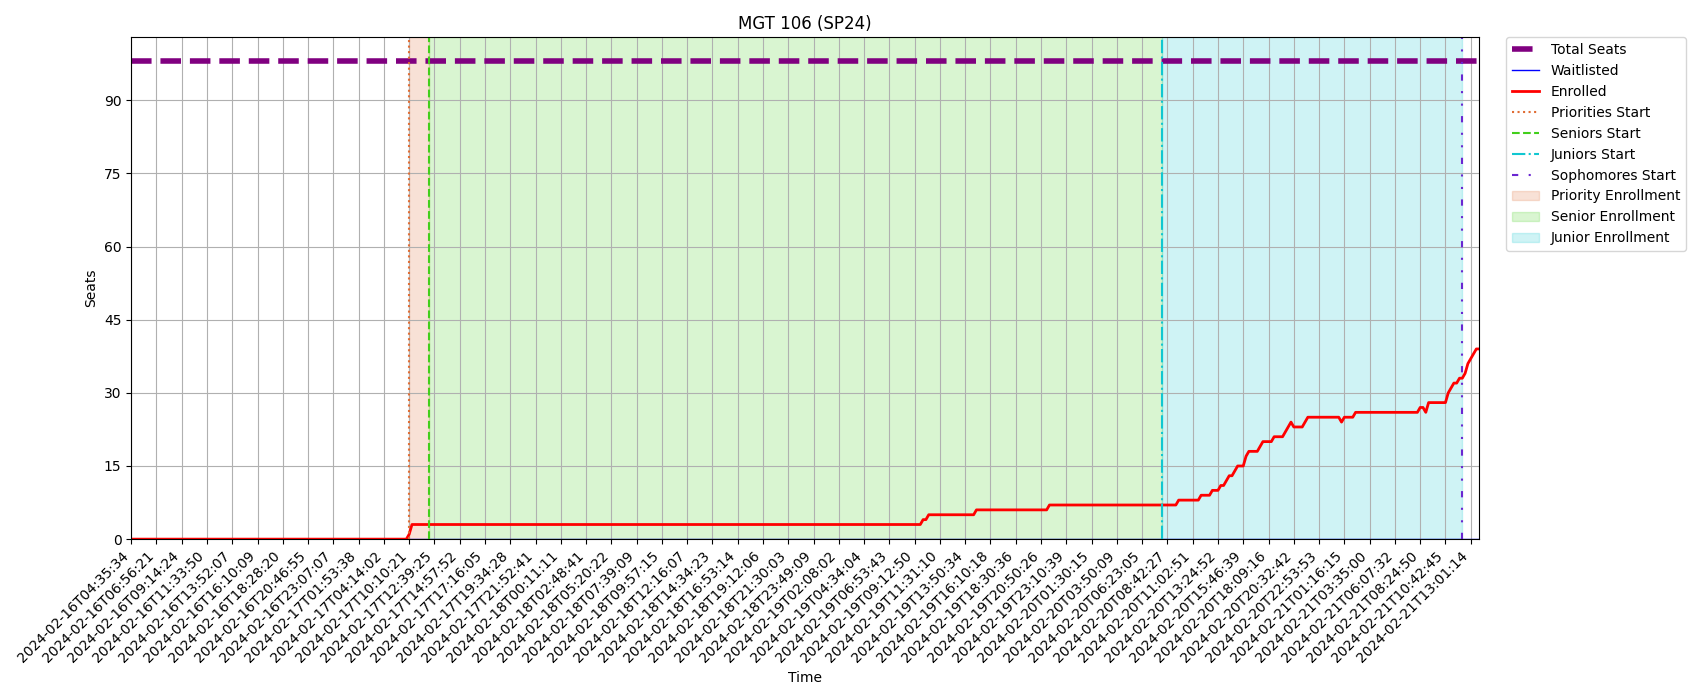 MGT 106 (SP24)
Seats
90
75
60
45
30
15
0
2024-02-16T04:35:34
2024-02-16T06:56:21
2024-02-16T09:14:24
2024-02-16T11:33:50
2024-02-16T13:52:07
2024-02-16T16:10:09
2024-02-16T18:28:20
2024-02-16T20:46:55
2024-02-16T23:07:07
2024-02-17T01:53:38
2024-02-17T04:14:02
2024-02-17T10:10:21
2024-02-17T12:39:25
2024-02-17T14:57:52
2024-02-17T17:16:05
2024-02-17T19:34:28
2024-02-17T21:52:41
2024-02-18T00:11:11
2024-02-18T02:48:41
2024-02-18T05:20:22
2024-02-18T07:39:09
2024-02-18T09:57:15
2024-02-18T12:16:07
2024-02-18T14:34:23
2024-02-18T16:53:14
2024-02-18T19:12:06
2024-02-18T21:30:03
2024-02-18T23:49:09
2024-02-19T02:08:02
2024-02-19T04:34:04
2024-02-19T06:53:43
2024-02-19T09:12:50
2024-02-19T11:31:10
2024-02-19T13:50:34
2024-02-19T16:10:18
2024-02-19T18:30:36
2024-02-19T20:50:26
2024-02-19T23:10:39
2024-02-20T01:30:15
2024-02-20T03:50:09
2024-02-20T06:23:05
2024-02-20T08:42:27
2024-02-20T11:02:51
2024-02-20T13:24:52
2024-02-20T15:46:39
2024-02-20T18:09:16
2024-02-20T20:32:42
2024-02-20T22:53:53
2024-02-21T01:16:15
2024-02-21T03:35:00
2024-02-21T06:07:32
2024-02-21T08:24:50
2024-02-21T10:42:45
2024-02-21T13:01:14
Time
Total Seats
Waitlisted
Enrolled
Priorities Start
Seniors Start
Juniors Start
Sophomores Start
Priority Enrollment
Senior Enrollment
Junior Enrollment